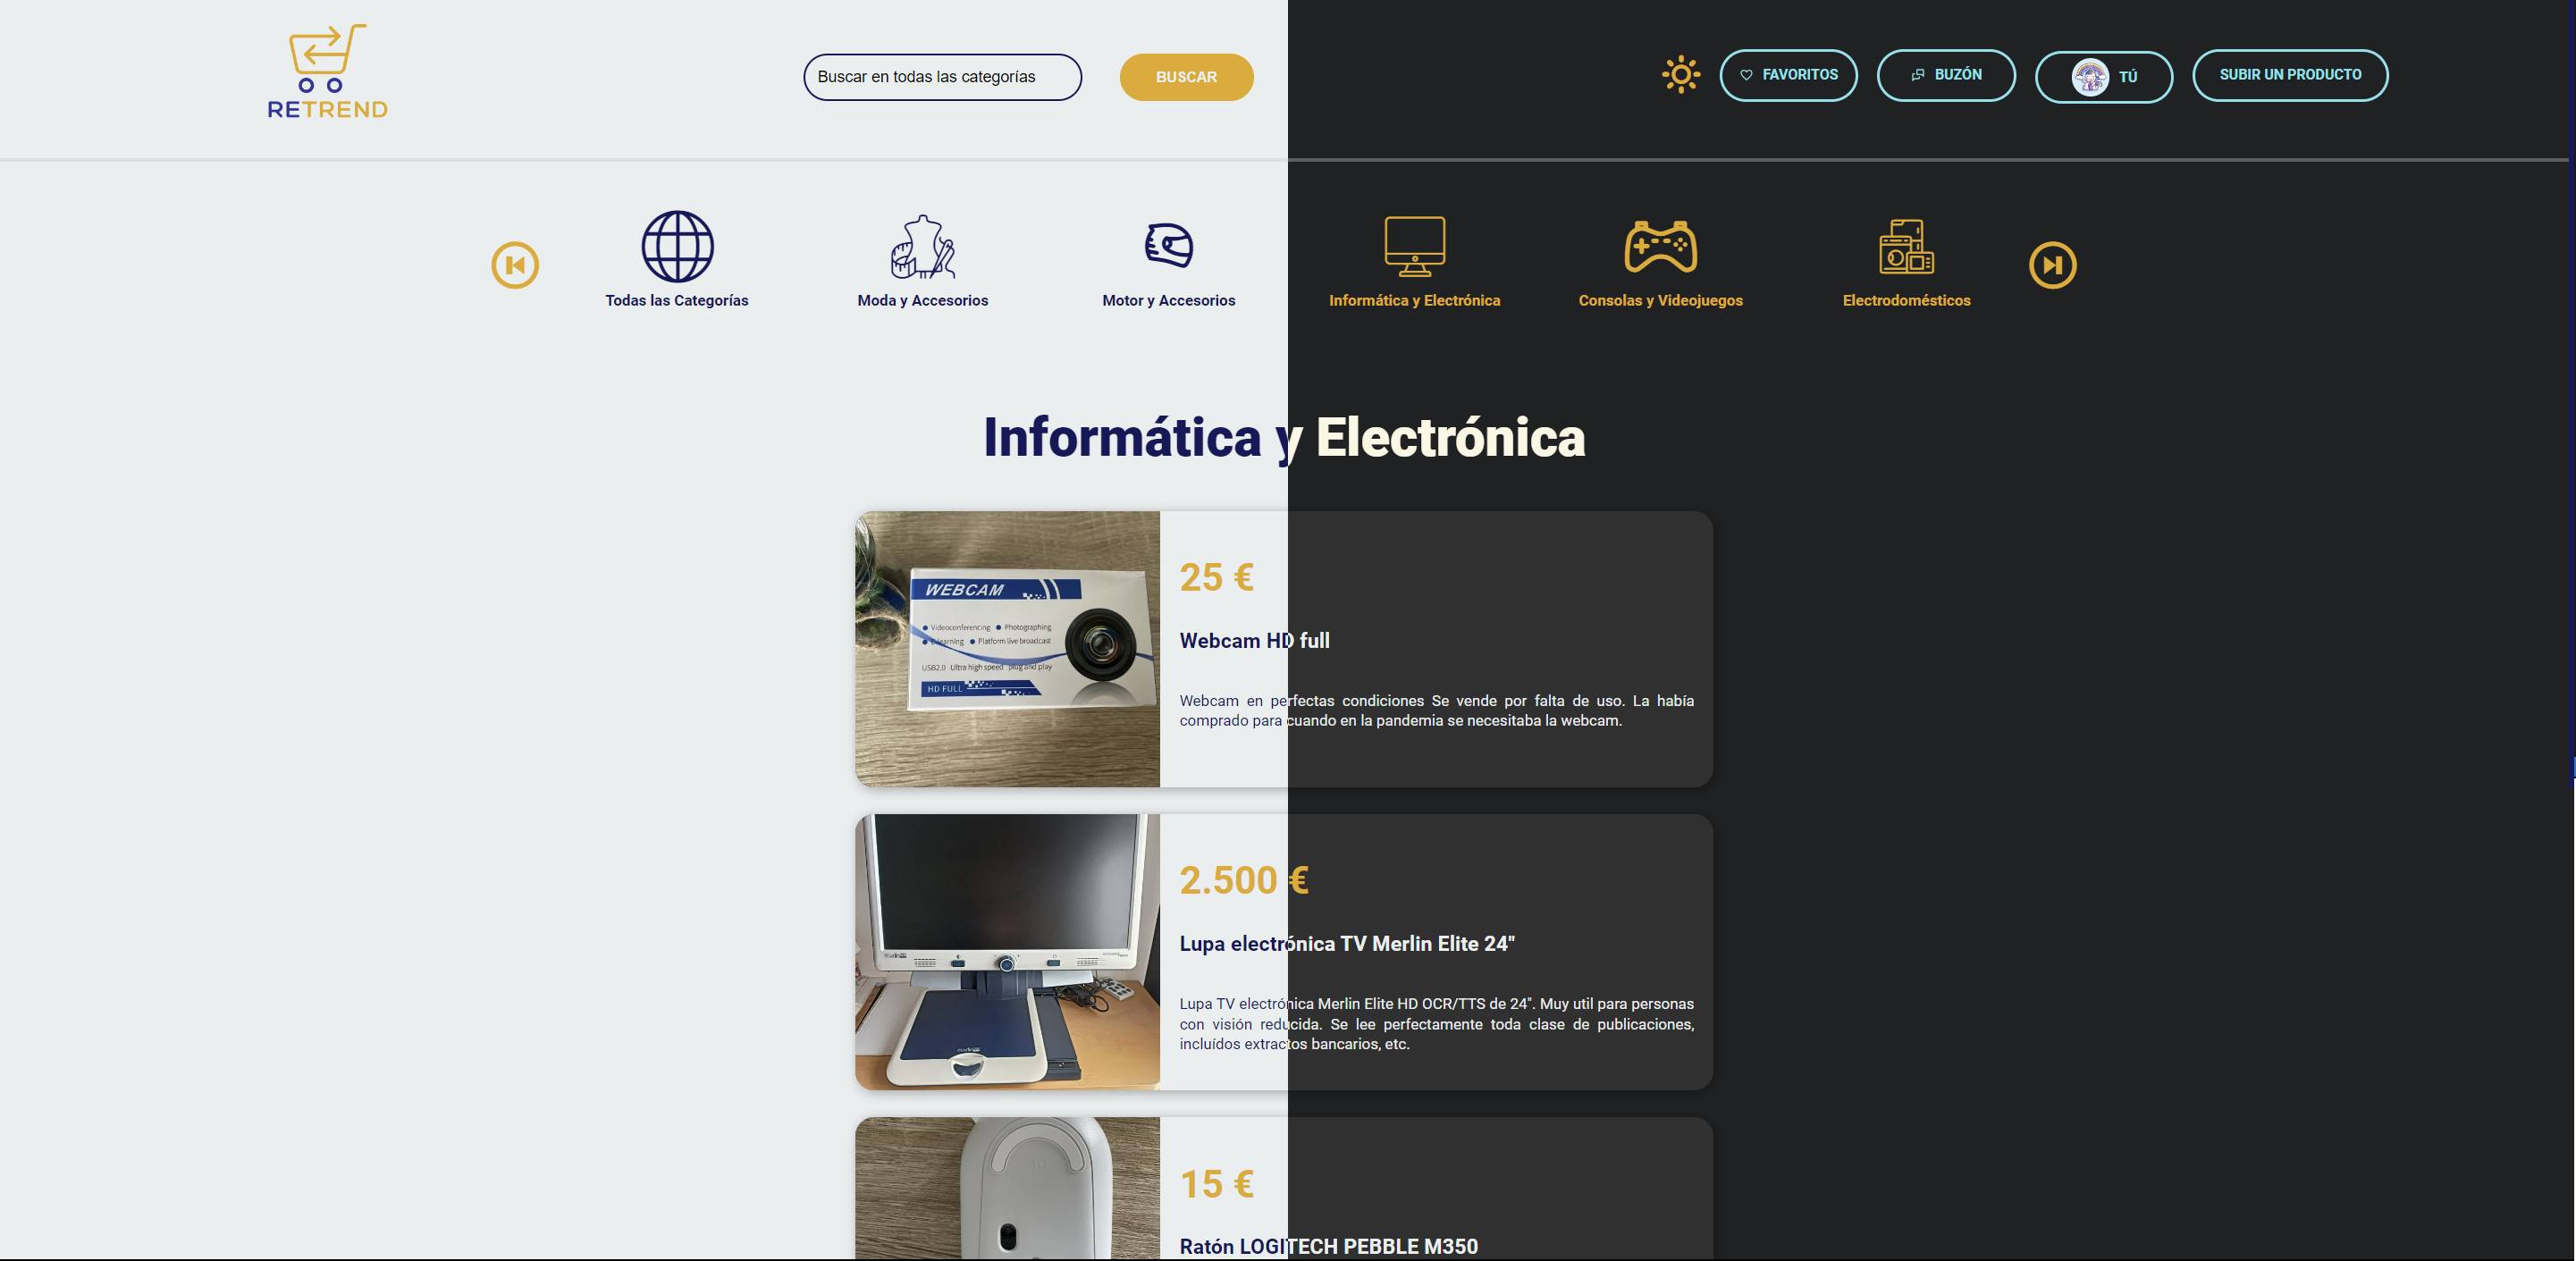 RETREND
Buscar en todas las categorías
BUSCAR
FAVORITOS
BUZÓN
TÚ
SUBIR UN PRODUCTO
Todas las Categorías
Moda y Accesorios
Motor y Accesorios
Informática y Electrónica
Consolas y Videojuegos
Electrodomésticos
Informática y Electrónica
WEBCAM
Videoconferencing
Photographing
Platform live broadcast
USB2.0 Ultra high speed plug and play
HD FULL
25 €
Webcam HD full
Webcam en perfectas condiciones Se vende por falta de uso. La había
comprado para cuando en la pandemia se necesitaba la webcam.
2.500 €
Lupa electrónica TV Merlin Elite 24"
Lupa TV electrónica Merlin Elite HD OCR/TTS de 24". Muy util para personas
con visión reducida. Se lee perfectamente toda clase de publicaciones,
incluídos extractos bancarios, etc.
15 €
Ratón LOGITECH PEBBLE M350